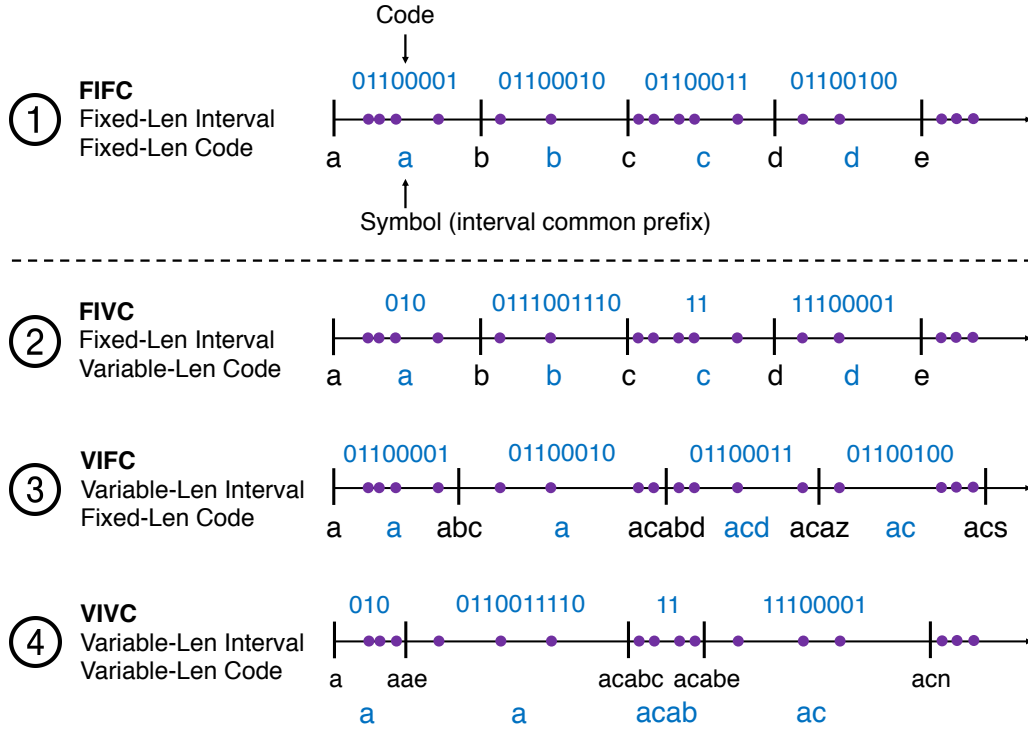 Code
01100001 01100010 01100011 01100100
1 FIFC
Fixed-Len Interval
Fixed-Len Code
a a b b c c d d e
Symbol (interval common prefix)
010 0111001110 11 11100001
2 FIVC
Fixed-Len Interval
Variable-Len Code
a a b b c c d d e
01100001 01100010 01100011 01100100
3 VIFC
Variable-Len Interval
Fixed-Len Code
a a abc a acabd acd acaz ac acs
010 0110011110 11 11100001
4 VIVC
Variable-Len Interval
Variable-Len Code
a aae acabc acabe acn
a a acab ac